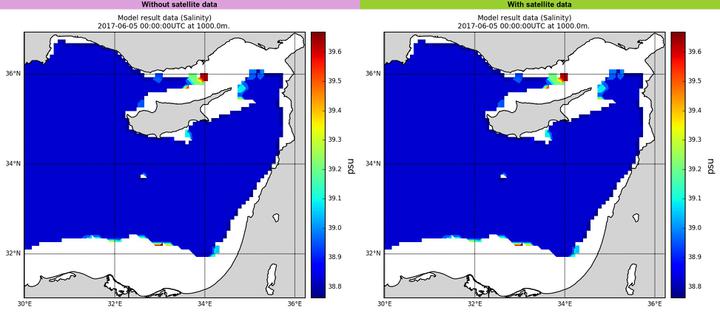 Without satellite data
Model result data (Salinity)
2017-06-05 00:00:00UTC at 1000.0m.
36°N
34°N
32°N
30°E
32°E
34°E
36°E
39.6
39.5
39.4
39.3
39.2
39.1
39.0
38.9
38.8
psu
With satellite data
Model result data (Salinity)
2017-06-05 00:00:00UTC at 1000.0m.
36°N
34°N
32°N
30°E
32°E
34°E
36°E
39.6
39.5
39.4
39.3
39.2
39.1
39.0
38.9
38.8
psu